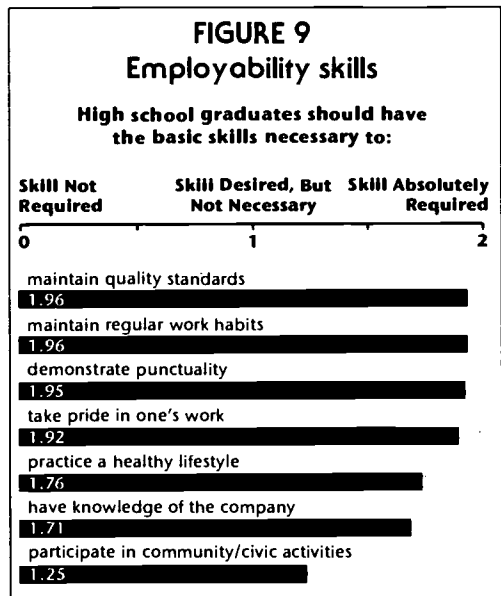 FIGURE 9
Employability skills
High school graduates should have
the basic skills necessary to:
Skill Not Required
Skill Desired, But Not Necessary
Skill Absolutely Required
0 1 2
maintain quality standards
1.96
maintain regular work habits
1.96
demonstrate punctuality
1.95
take pride in one's work
1.92
practice a healthy lifestyle
1.76
have knowledge of the company
1.71
participate in community/civic activities
1.25